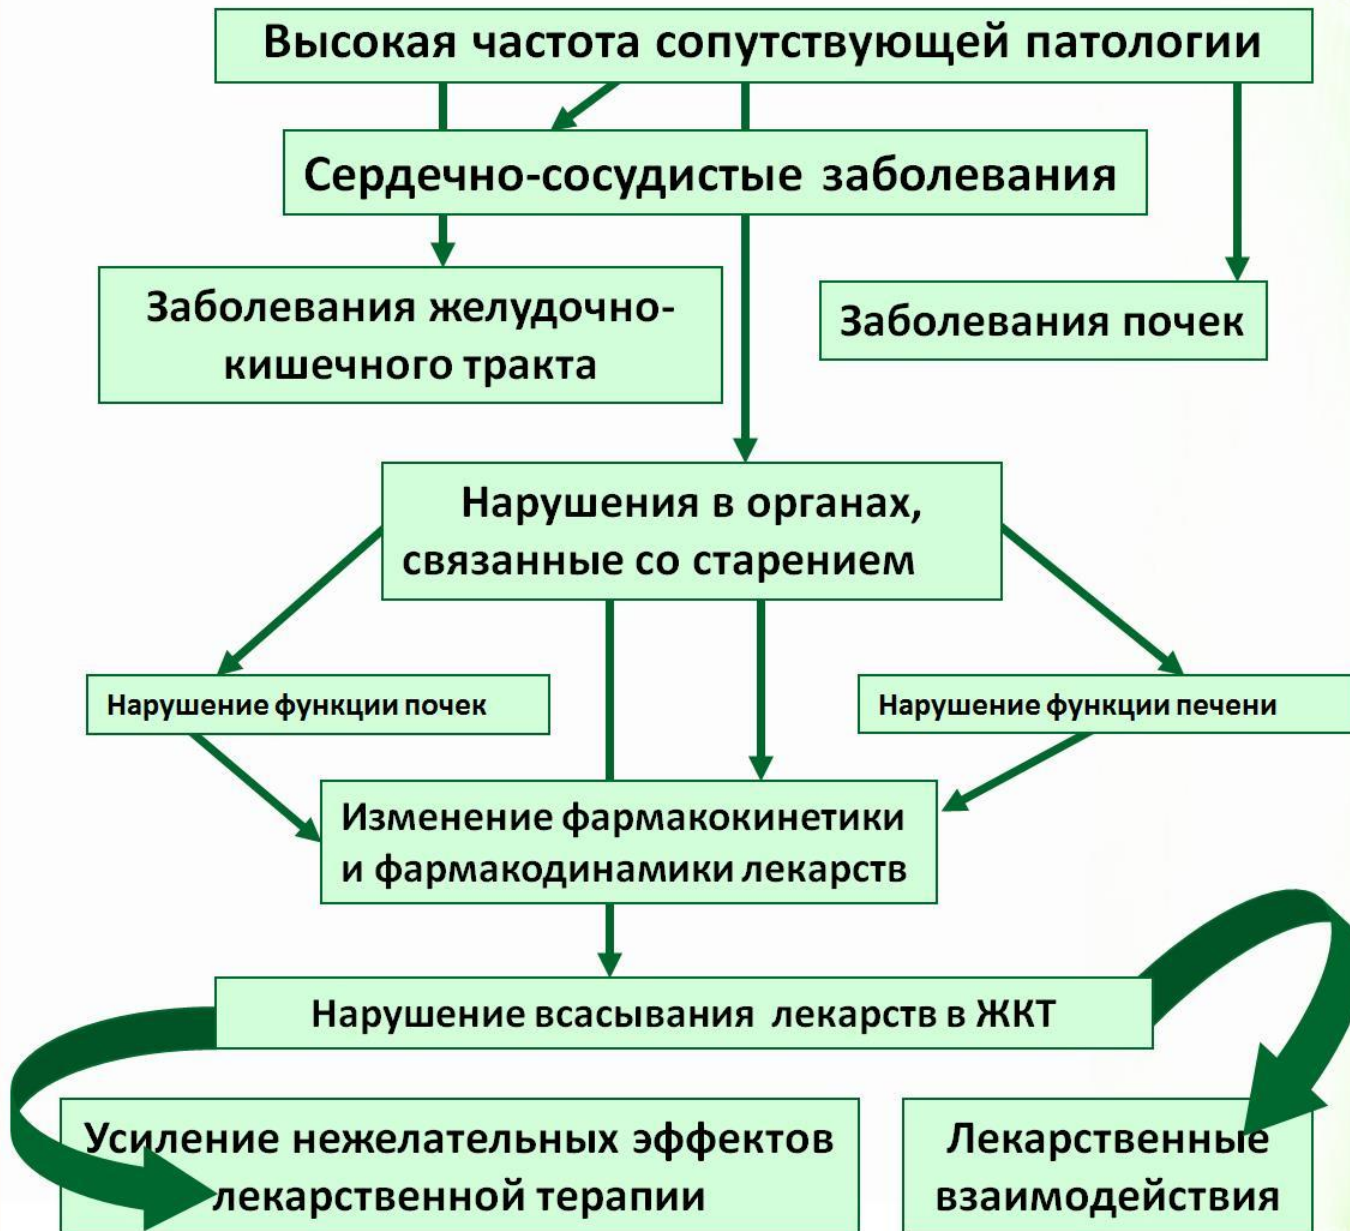 Высокая частота сопутствующей патологии
Сердечно-сосудистые заболевания
Заболевания желудочно-
кишечного тракта
Заболевания почек
Нарушения в органах,
связанные со старением
Нарушение функции почек
Нарушение функции печени
Изменение фармакокинетики
и фармакодинамики лекарств
Нарушение всасывания лекарств в ЖКТ
Усиление нежелательных эффектов
лекарственной терапии
Лекарственные
взаимодействия